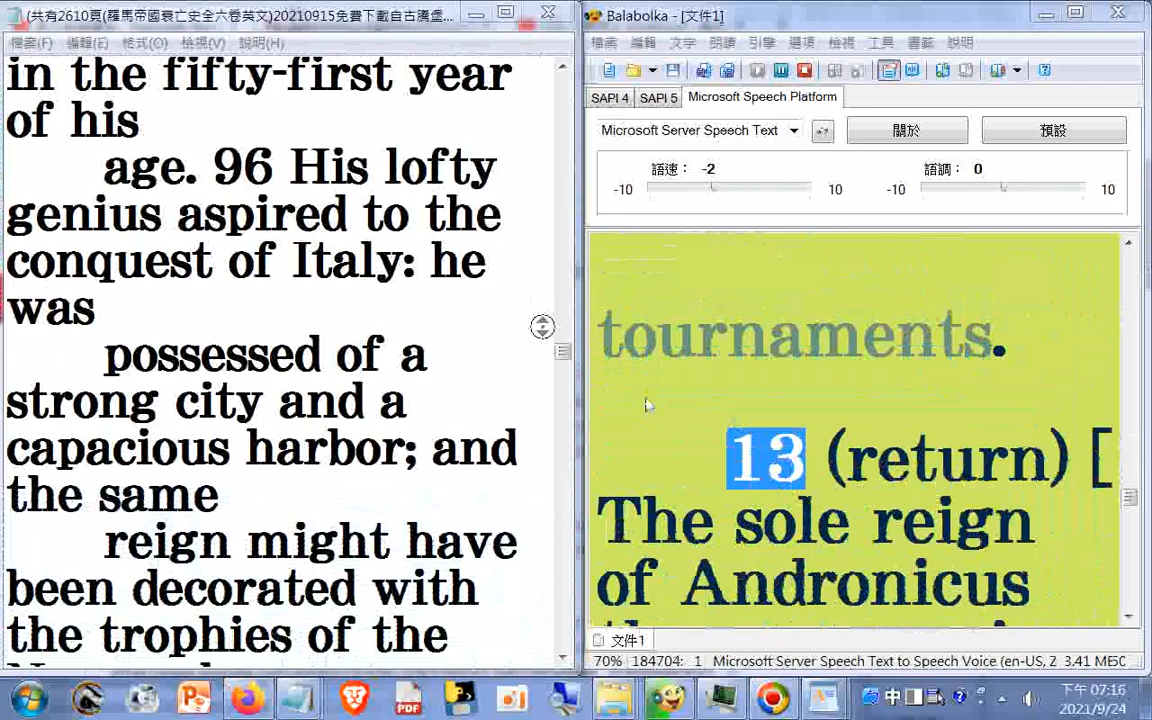 (共有2610頁(羅馬帝國衰亡史全六卷英文)20210915免費下載自古騰堡...
檔案(F) 編輯(E) 格式(O) 檢視(V) 說明(H)
in the fifty-first year
of his
age. 96 His lofty
genius aspired to the
conquest of Italy: he
was
possessed of a
strong city and a
capacious harbor; and
the same
reign might have
been decorated with
the trophies of the
Balabolka - [文件1]
檔案 編輯 文字 朗讀 引擎 選項 檢視 工具 書籤 說明
SAPI 4 SAPI 5 Microsoft Speech Platform
Microsoft Server Speech Text 關於 預設
語速： -2 語調： 0
-10 10 -10 10
tournaments.
13 (return) [
The sole reign
of Andronicus
文件1
70% 184704: 1 Microsoft Server Speech Text to Speech Voice (en-US, Z 3.41 ME50
中
下午 07:16
2021/9/24